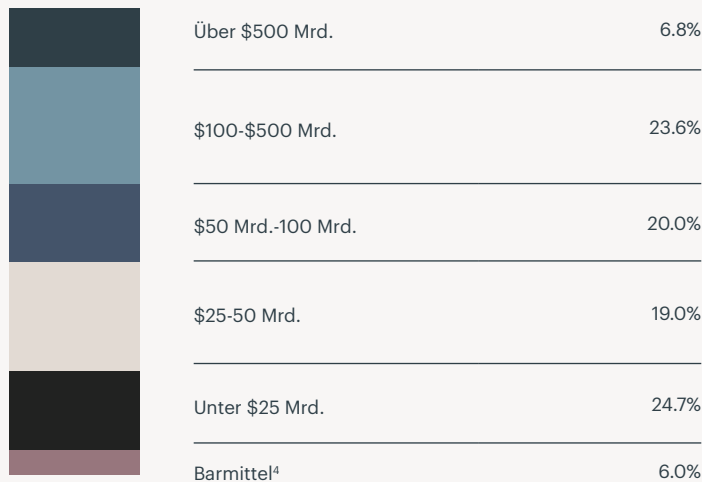 Über $500 Mrd. 6.8%
$100-$500 Mrd. 23.6%
$50 Mrd.-100 Mrd. 20.0%
$25-50 Mrd. 19.0%
Unter $25 Mrd. 24.7%
Barmittel⁴ 6.0%